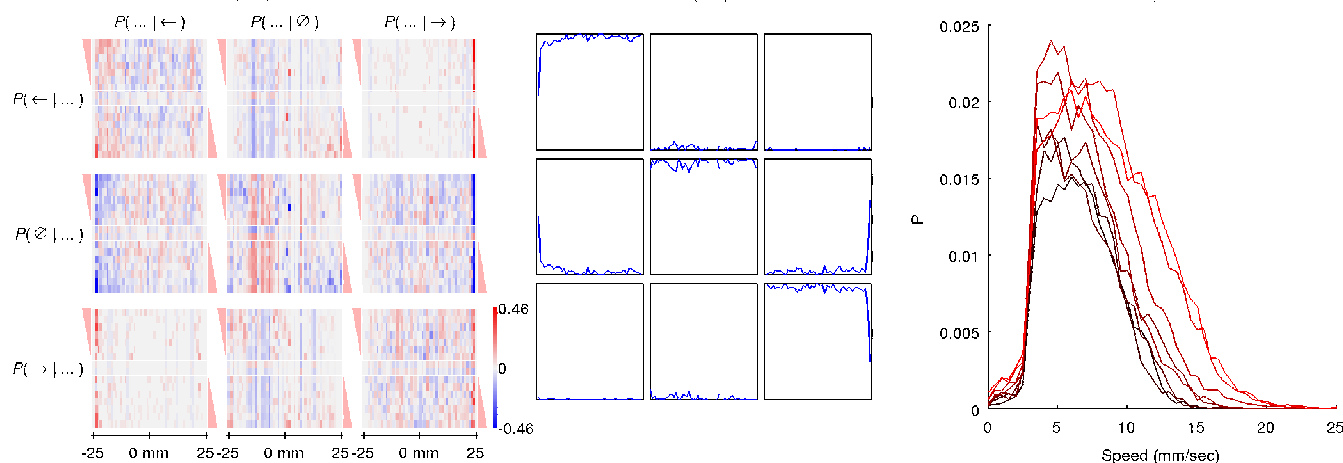 P( ... | ← ) P( ... | ∅ ) P( ... | → )
25
P( ← | ... )
P( ∅ | ... )
P( → | ... )
0.46
0
-0.46
-25 0 mm 25 -25 0 mm 25 -25 0 mm 25
0.025
0.02
0.015
0.01
0.005
0
P
0 5 10 15 20 25
Speed (mm/sec)